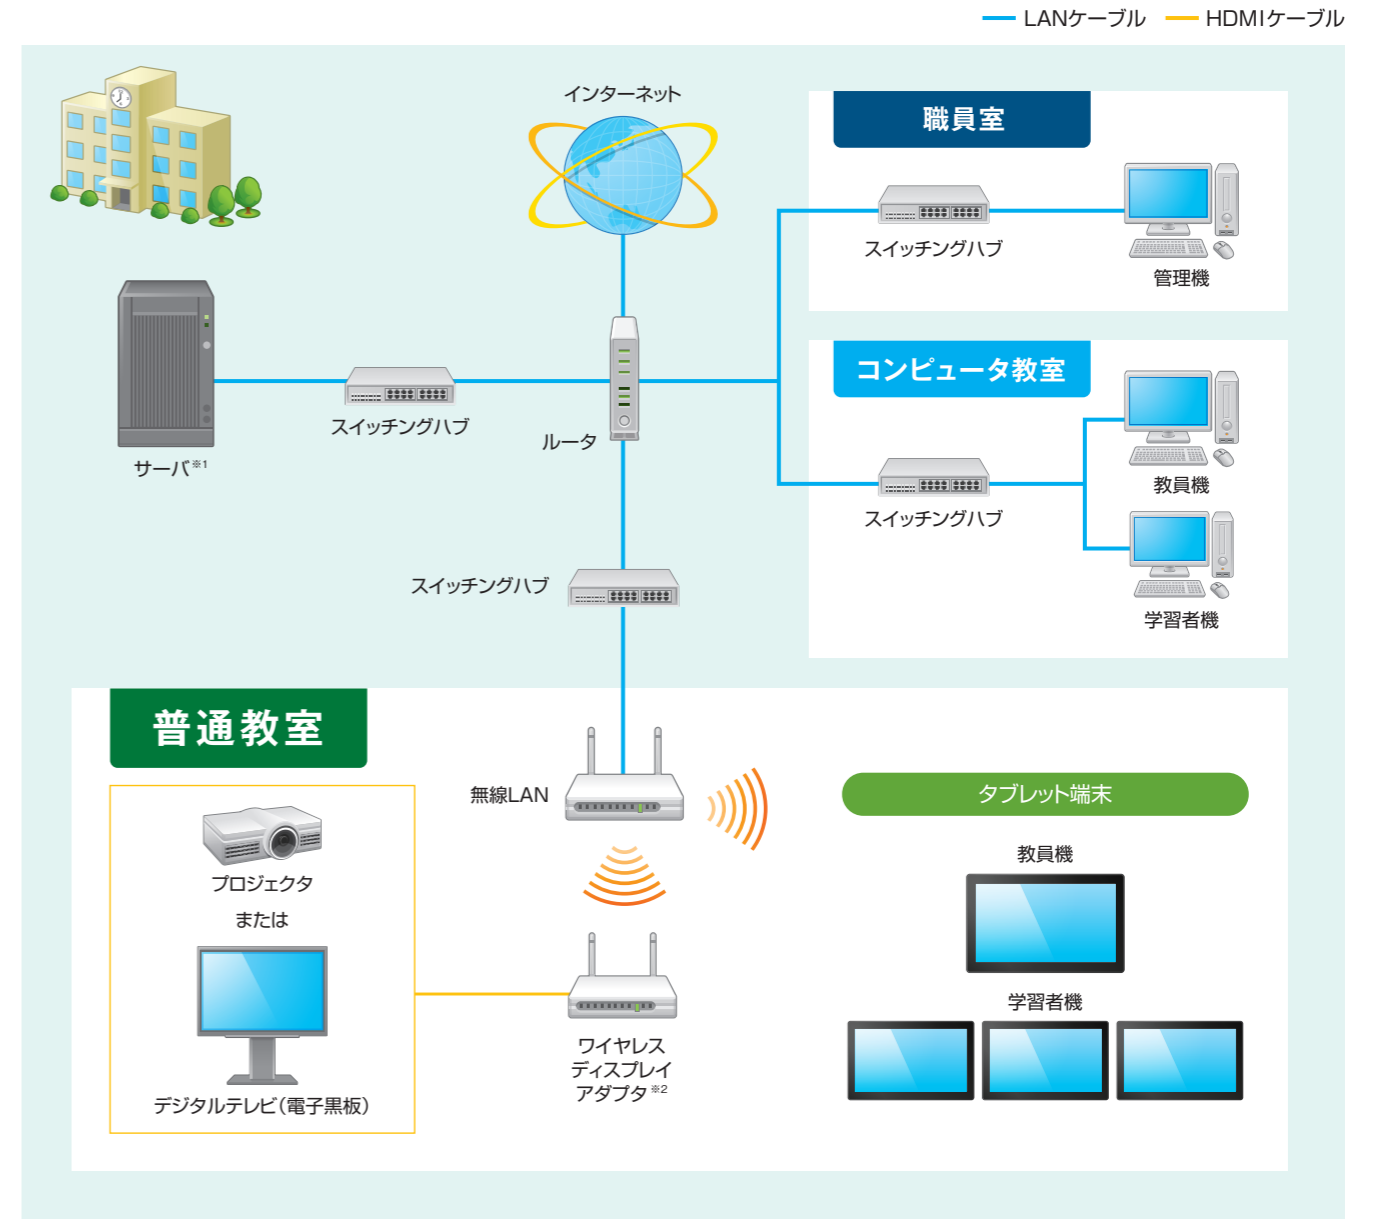 LANケーブル HDMIケーブル
インターネット
職員室
スイッチングハブ
管理機
コンピュータ教室
スイッチングハブ
教員機
学習者機
サーバ※1
スイッチングハブ
ルータ
スイッチングハブ
普通教室
無線LAN
プロジェクタ
または
デジタルテレビ(電子黒板)
ワイヤレス
ディスプレイ
アダプタ※2
タブレット端末
教員機
学習者機